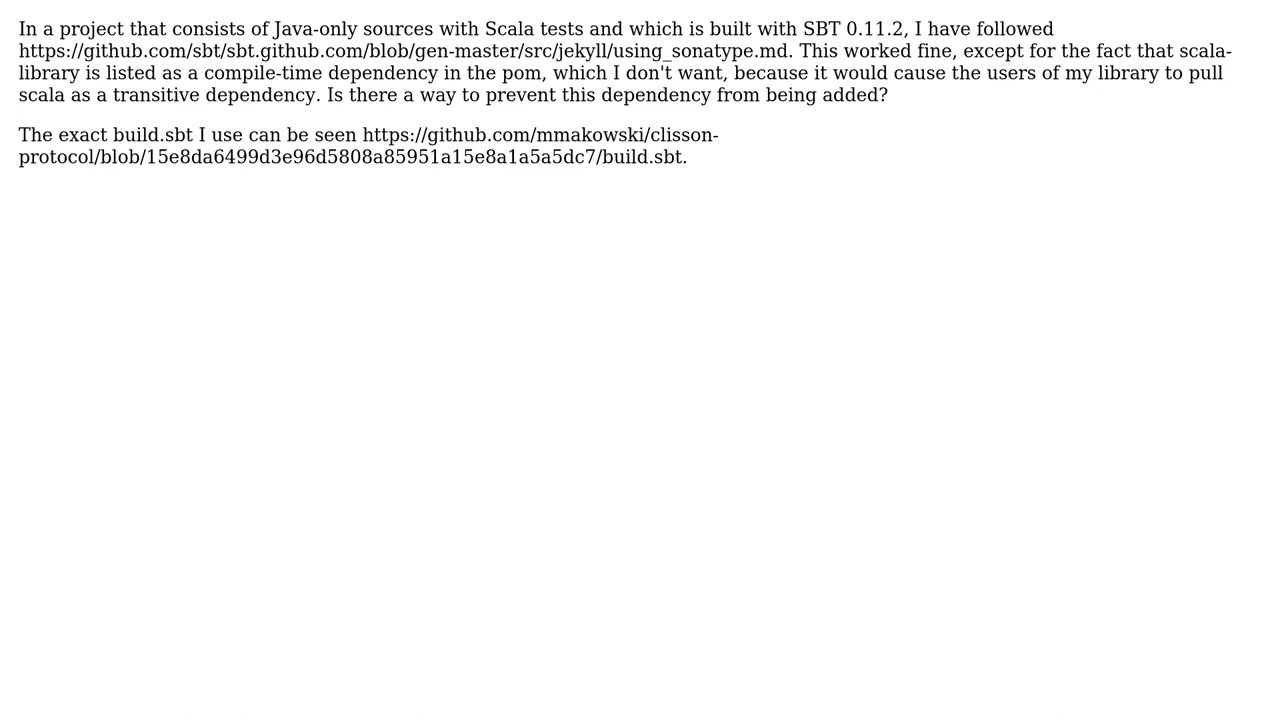 In a project that consists of Java-only sources with Scala tests and which is built with SBT 0.11.2, I have followed
https://github.com/sbt/sbt.github.com/blob/gen-master/src/jekyll/using_sonatype.md. This worked fine, except for the fact that scala-
library is listed as a compile-time dependency in the pom, which I don't want, because it would cause the users of my library to pull
scala as a transitive dependency. Is there a way to prevent this dependency from being added?
The exact build.sbt I use can be seen https://github.com/mmakowski/clisson-
protocol/blob/15e8da6499d3e96d5808a85951a15e8a1a5a5dc7/build.sbt.